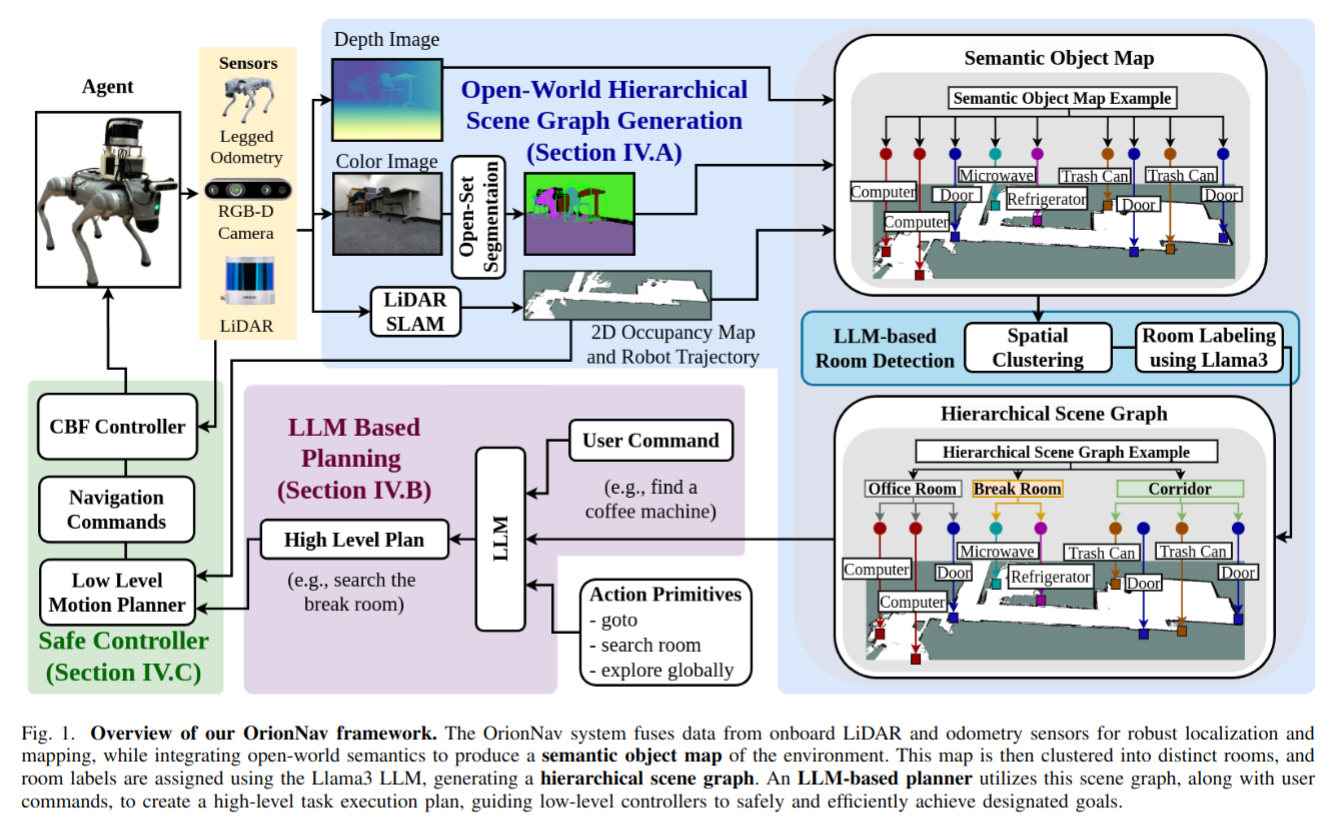 Agent
Sensors
Legged
Odometry
RGB-D
Camera
LiDAR
Depth Image
Color Image
Open-Set
Segmentaion
LiDAR
SLAM
2D Occupancy Map
and Robot Trajectory
Open-World Hierarchical
Scene Graph Generation
(Section IV.A)
Semantic Object Map
Semantic Object Map Example
Computer
Computer
Door
Microwave
Refrigerator
Trash Can
Door
Trash Can
Door
LLM-based
Room Detection
Spatial
Clustering
Room Labeling
using Llama3
Hierarchical Scene Graph
Hierarchical Scene Graph Example
Office Room
Break Room
Corridor
Computer
Computer
Door
Microwave
Refrigerator
Trash Can
Door
Trash Can
Door
CBF Controller
Navigation
Commands
Low Level
Motion Planner
Safe Controller
(Section IV.C)
LLM Based
Planning
(Section IV.B)
High Level Plan
(e.g., search the
break room)
LLM
User Command
(e.g., find a
coffee machine)
Action Primitives
- goto
- search room
- explore globally
Fig. 1. Overview of our OrionNav framework. The OrionNav system fuses data from onboard LiDAR and odometry sensors for robust localization and
mapping, while integrating open-world semantics to produce a semantic object map of the environment. This map is then clustered into distinct rooms, and
room labels are assigned using the Llama3 LLM, generating a hierarchical scene graph. An LLM-based planner utilizes this scene graph, along with user
commands, to create a high-level task execution plan, guiding low-level controllers to safely and efficiently achieve designated goals.